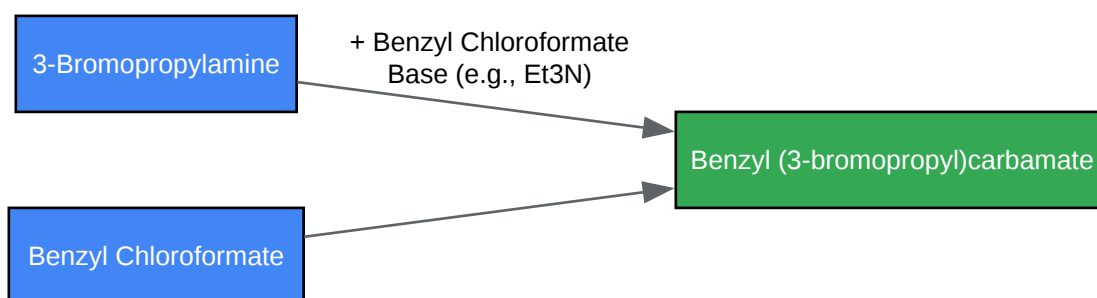 3-Bromopropylamine
+ Benzyl Chloroformate
Base (e.g., Et3N)
Benzyl (3-bromopropyl)carbamate
Benzyl Chloroformate